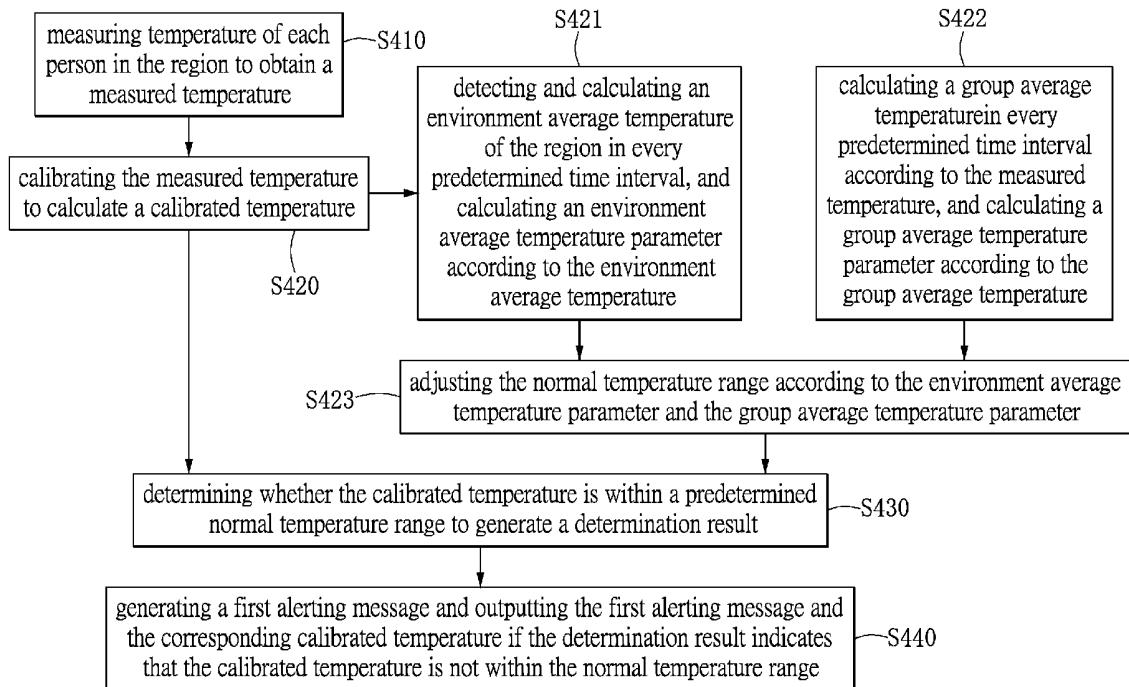 measuring temperature of each
person in the region to obtain a
measured temperature
S410
calibrating the measured temperature
to calculate a calibrated temperature
S420
S421
detecting and calculating an
environment average temperature
of the region in every
predetermined time interval, and
calculating an environment
average temperature parameter
according to the environment
average temperature
S422
calculating a group average
temperaturein every
predetermined time interval
according to the measured
temperature, and calculating a
group average temperature
parameter according to the
group average temperature
S423
adjusting the normal temperature range according to the environment average
temperature parameter and the group average temperature parameter
determining whether the calibrated temperature is within a predetermined
normal temperature range to generate a determination result
S430
generating a first alerting message and outputting the first alerting message and
the corresponding calibrated temperature if the determination result indicates
that the calibrated temperature is not within the normal temperature range
S440